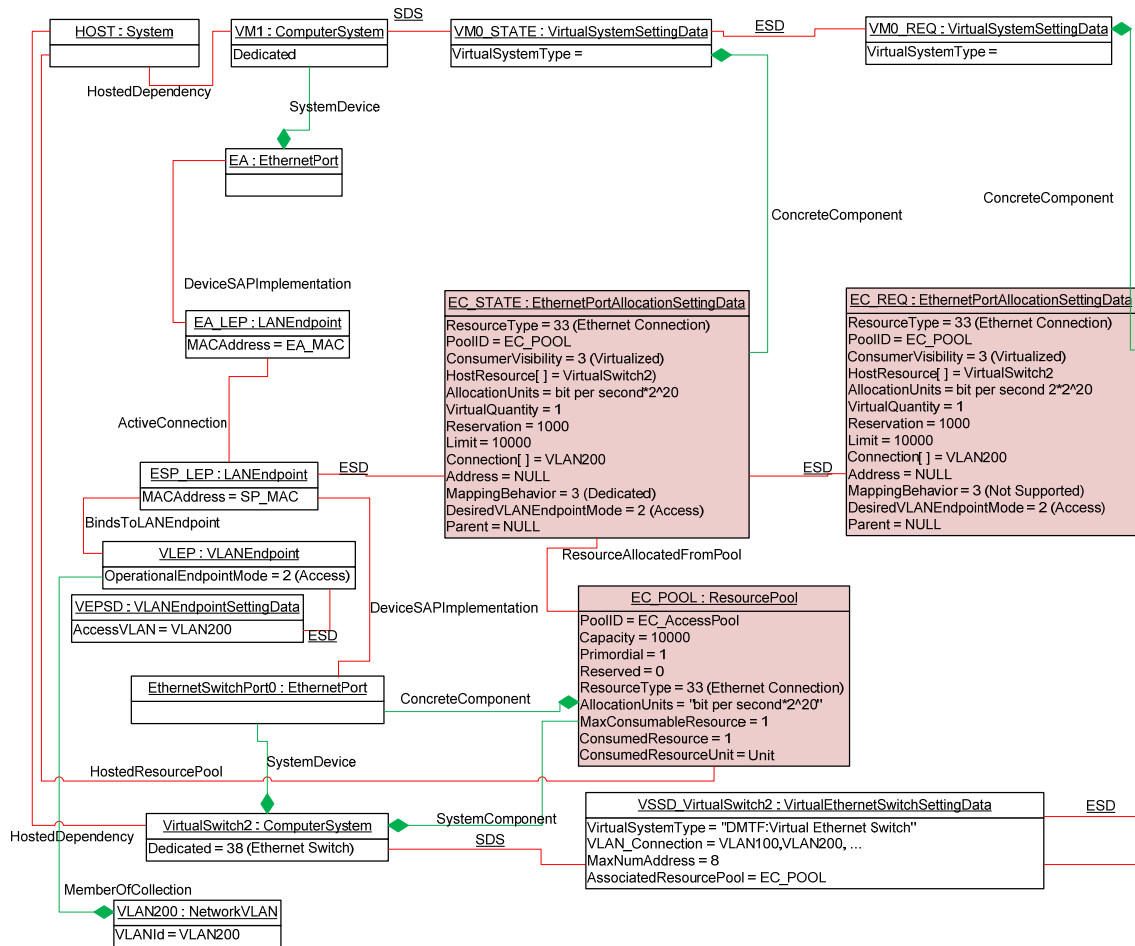 SDS
ESD
HOST : System
VM1 : ComputerSystem
Dedicated
VM0_STATE : VirtualSystemSettingData
VirtualSystemType =
VM0_REQ : VirtualSystemSettingData
VirtualSystemType =
HostedDependency
SystemDevice
EA : EthernetPort
ConcreteComponent
ConcreteComponent
DeviceSAPImplementation
EA_LEP : LANEndpoint
MACAddress = EA_MAC
EC_STATE : EthernetPortAllocationSettingData
ResourceType = 33 (Ethernet Connection)
PoolID = EC_POOL
ConsumerVisibility = 3 (Virtualized)
HostResource[ ] = VirtualSwitch2)
AllocationUnits = bit per second*2^20
VirtualQuantity = 1
Reservation = 1000
Limit = 10000
Connection[ ] = VLAN200
Address = NULL
MappingBehavior = 3 (Dedicated)
DesiredVLANEndpointMode = 2 (Access)
Parent = NULL
EC_REQ : EthernetPortAllocationSettingData
ResourceType = 33 (Ethernet Connection)
PoolID = EC_POOL
ConsumerVisibility = 3 (Virtualized)
HostResource[ ] = VirtualSwitch2
AllocationUnits = bit per second 2*2^20
VirtualQuantity = 1
Reservation = 1000
Limit = 10000
Connection[ ] = VLAN200
Address = NULL
MappingBehavior = 3 (Not Supported)
DesiredVLANEndpointMode = 2 (Access)
Parent = NULL
ActiveConnection
ESP_LEP : LANEndpoint
MACAddress = SP_MAC
ESD
ESD
BindsToLANEndpoint
VLEP : VLANEndpoint
OperationalEndpointMode = 2 (Access)
ResourceAllocatedFromPool
VEPSD : VLANEndpointSettingData
AccessVLAN = VLAN200
ESD
DeviceSAPImplementation
EC_POOL : ResourcePool
PoolID = EC_AccessPool
Capacity = 10000
Primordial = 1
Reserved = 0
ResourceType = 33 (Ethernet Connection)
AllocationUnits = "bit per second*2^20"
MaxConsumableResource = 1
ConsumedResource = 1
ConsumedResourceUnit = Unit
EthernetSwitchPort0 : EthernetPort
ConcreteComponent
SystemDevice
HostedResourcePool
SystemComponent
HostedDependency
VirtualSwitch2 : ComputerSystem
Dedicated = 38 (Ethernet Switch)
SDS
VSSD_VirtualSwitch2 : VirtualEthernetSwitchSettingData
VirtualSystemType = "DMTF:Virtual Ethernet Switch"
VLAN_Connection = VLAN100,VLAN200, ...
MaxNumAddress = 8
AssociatedResourcePool = EC_POOL
ESD
MemberOfCollection
VLAN200 : NetworkVLAN
VLANId = VLAN200